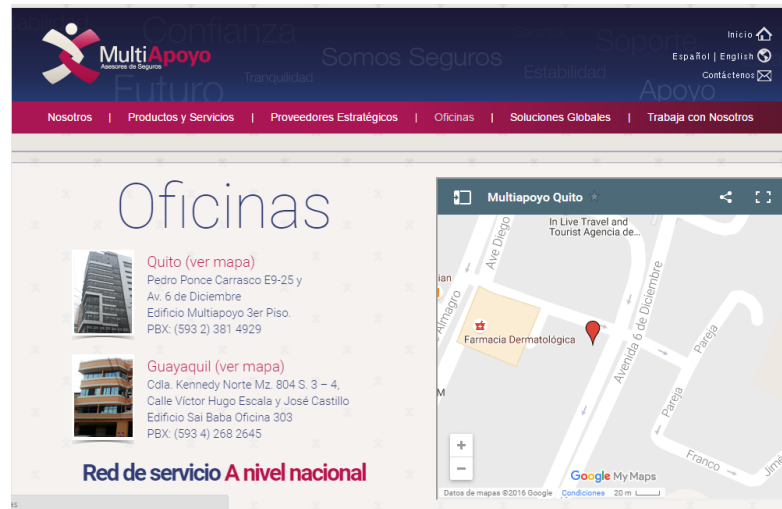 Confianza
Somos Seguros
Soporte
Tranquilidad
Estabilidad
Futuro
Apoyo
MultiApoyo
Asesores de Seguros
Inicio
Español | English
Contáctenos
Nosotros | Productos y Servicios | Proveedores Estratégicos | Oficinas | Soluciones Globales | Trabaja con Nosotros
Oficinas
Quito (ver mapa)
Pedro Ponce Carrasco E9-25 y
Av. 6 de Diciembre
Edificio Multiapoyo 3er Piso.
PBX: (593 2) 381 4929
Guayaquil (ver mapa)
Cdla. Kennedy Norte Mz. 804 S. 3 – 4,
Calle Víctor Hugo Escala y José Castillo
Edificio Sai Baba Oficina 303
PBX: (593 4) 268 2645
Red de servicio A nivel nacional
Multiapoyo Quito
In Live Travel and
Tourist Agencia de...
Ave Diego
Almagro
ian
Farmacia Dermatológica
Avenida 6 de Diciembre
Pareja
Pareja
Franco
Jimé
M
+
−
Google My Maps
Datos de mapas ©2016 Google Condiciones 20 m